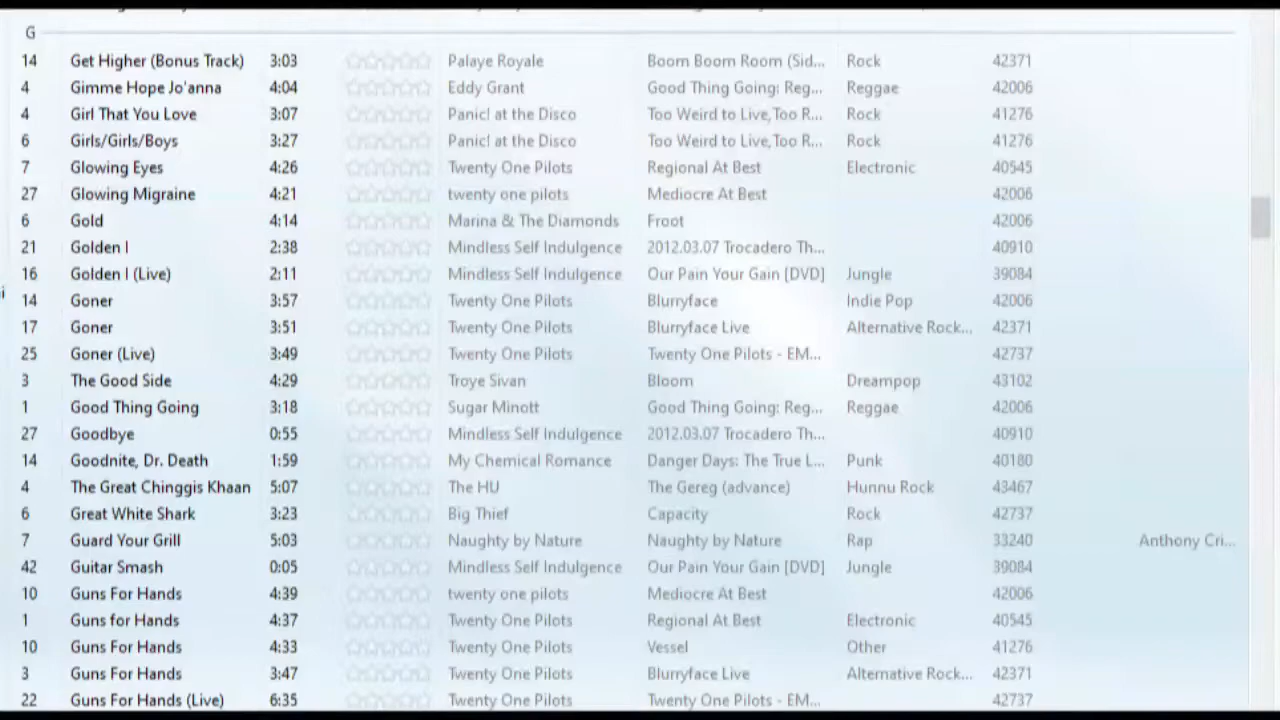 G
14 Get Higher (Bonus Track) 3:03 Palaye Royale Boom Boom Room (Sid... Rock 42371
4 Gimme Hope Jo'anna 4:04 Eddy Grant Good Thing Going: Reg... Reggae 42006
4 Girl That You Love 3:07 Panic! at the Disco Too Weird to Live,Too R... Rock 41276
6 Girls/Girls/Boys 3:27 Panic! at the Disco Too Weird to Live,Too R... Rock 41276
7 Glowing Eyes 4:26 Twenty One Pilots Regional At Best Electronic 40545
27 Glowing Migraine 4:21 twenty one pilots Mediocre At Best 42006
6 Gold 4:14 Marina & The Diamonds Froot 42006
21 Golden I 2:38 Mindless Self Indulgence 2012.03.07 Trocadero Th... 40910
16 Golden I (Live) 2:11 Mindless Self Indulgence Our Pain Your Gain [DVD] Jungle 39084
14 Goner 3:57 Twenty One Pilots Blurryface Indie Pop 42006
17 Goner 3:51 Twenty One Pilots Blurryface Live Alternative Rock... 42371
25 Goner (Live) 3:49 Twenty One Pilots Twenty One Pilots - EM... 42737
3 The Good Side 4:29 Troye Sivan Bloom Dreampop 43102
1 Good Thing Going 3:18 Sugar Minott Good Thing Going: Reg... Reggae 42006
27 Goodbye 0:55 Mindless Self Indulgence 2012.03.07 Trocadero Th... 40910
14 Goodnite, Dr. Death 1:59 My Chemical Romance Danger Days: The True L... Punk 40180
4 The Great Chinggis Khaan 5:07 The HU The Gereg (advance) Hunnu Rock 43467
6 Great White Shark 3:23 Big Thief Capacity Rock 42737
7 Guard Your Grill 5:03 Naughty by Nature Naughty by Nature Rap 33240 Anthony Cri...
42 Guitar Smash 0:05 Mindless Self Indulgence Our Pain Your Gain [DVD] Jungle 39084
10 Guns For Hands 4:39 twenty one pilots Mediocre At Best 42006
1 Guns for Hands 4:37 Twenty One Pilots Regional At Best Electronic 40545
10 Guns For Hands 4:33 Twenty One Pilots Vessel Other 41276
3 Guns For Hands 3:47 Twenty One Pilots Blurryface Live Alternative Rock... 42371
22 Guns For Hands (Live) 6:35 Twenty One Pilots Twenty One Pilots - EM... 42737